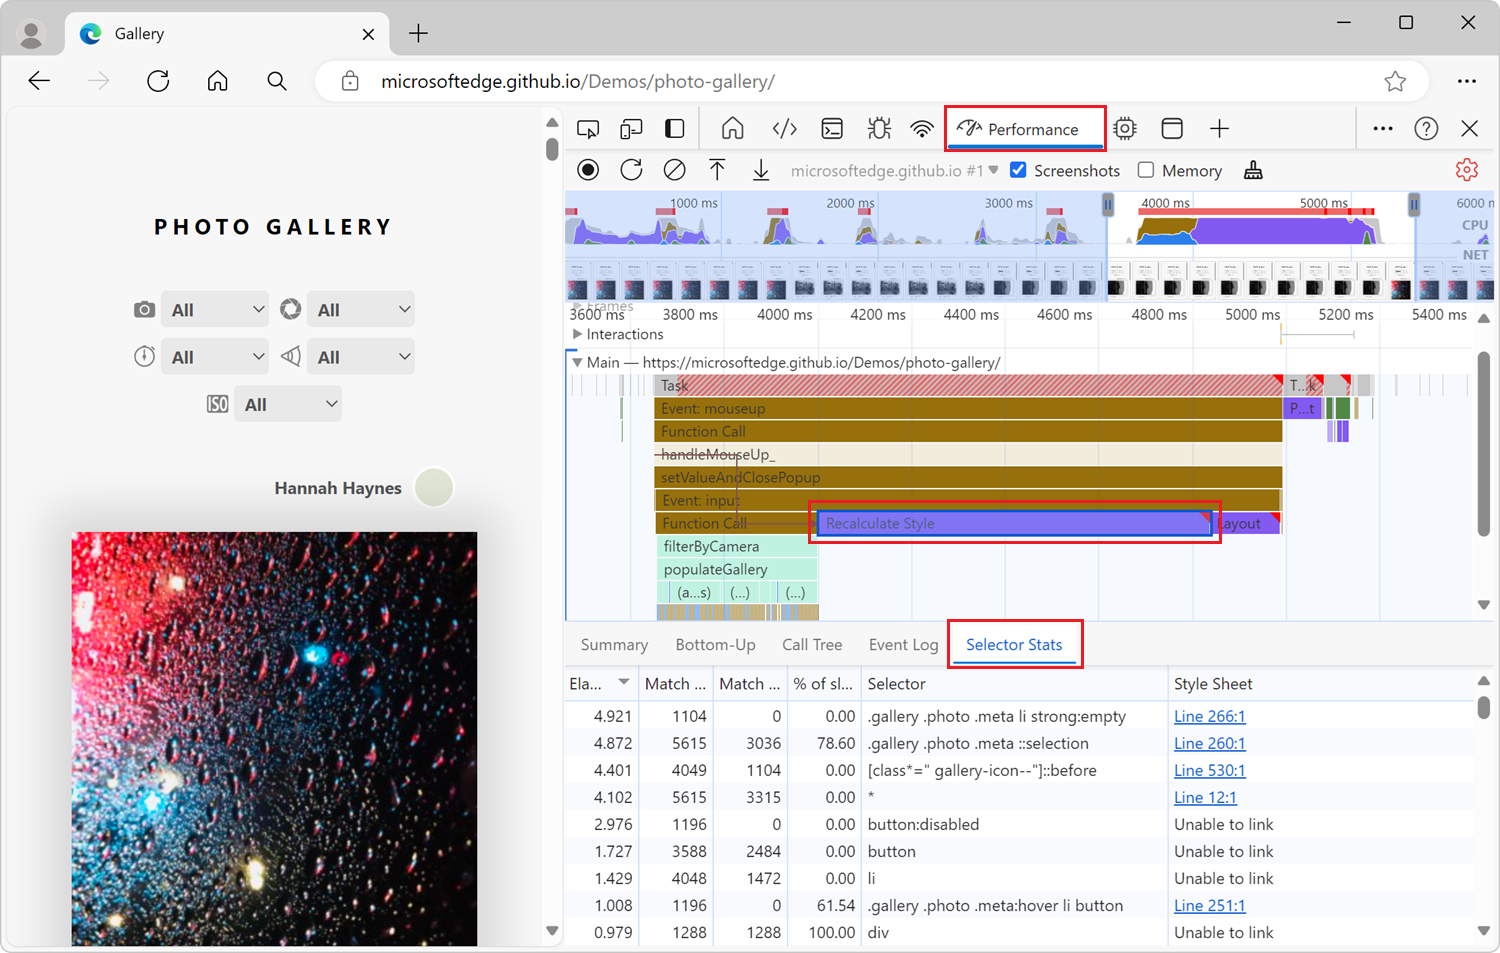 Gallery
microsoftedge.github.io/Demos/photo-gallery/
PHOTO GALLERY
All All
All All
ISO All
Hannah Haynes
Performance
microsoftedge.github.io #1 Screenshots Memory
1000 ms 2000 ms 3000 ms 4000 ms 5000 ms 6000 m
CPU
NET
Frames
3600 ms 3800 ms 4000 ms 4200 ms 4400 ms 4600 ms 4800 ms 5000 ms 5200 ms 5400 ms
Interactions
Main — https://microsoftedge.github.io/Demos/photo-gallery/
Task T...k
Event: mouseup P...t
Function Call
handleMouseUp_
setValueAndClosePopup
Event: input
Function Call Recalculate Style Layout
filterByCamera
populateGallery
(a...s) (...) (...)
Summary Bottom-Up Call Tree Event Log Selector Stats
Ela... Match ... Match ... % of sl... Selector Style Sheet
4.921 1104 0 0.00 .gallery .photo .meta li strong:empty Line 266:1
4.872 5615 3036 78.60 .gallery .photo .meta ::selection Line 260:1
4.401 4049 1104 0.00 [class*=" gallery-icon--"]::before Line 530:1
4.102 5615 3315 0.00 * Line 12:1
2.976 1196 0 0.00 button:disabled Unable to link
1.727 3588 2484 0.00 button Unable to link
1.429 4048 1472 0.00 li Unable to link
1.008 1196 0 61.54 .gallery .photo .meta:hover li button Line 251:1
0.979 1288 1288 100.00 div Unable to link